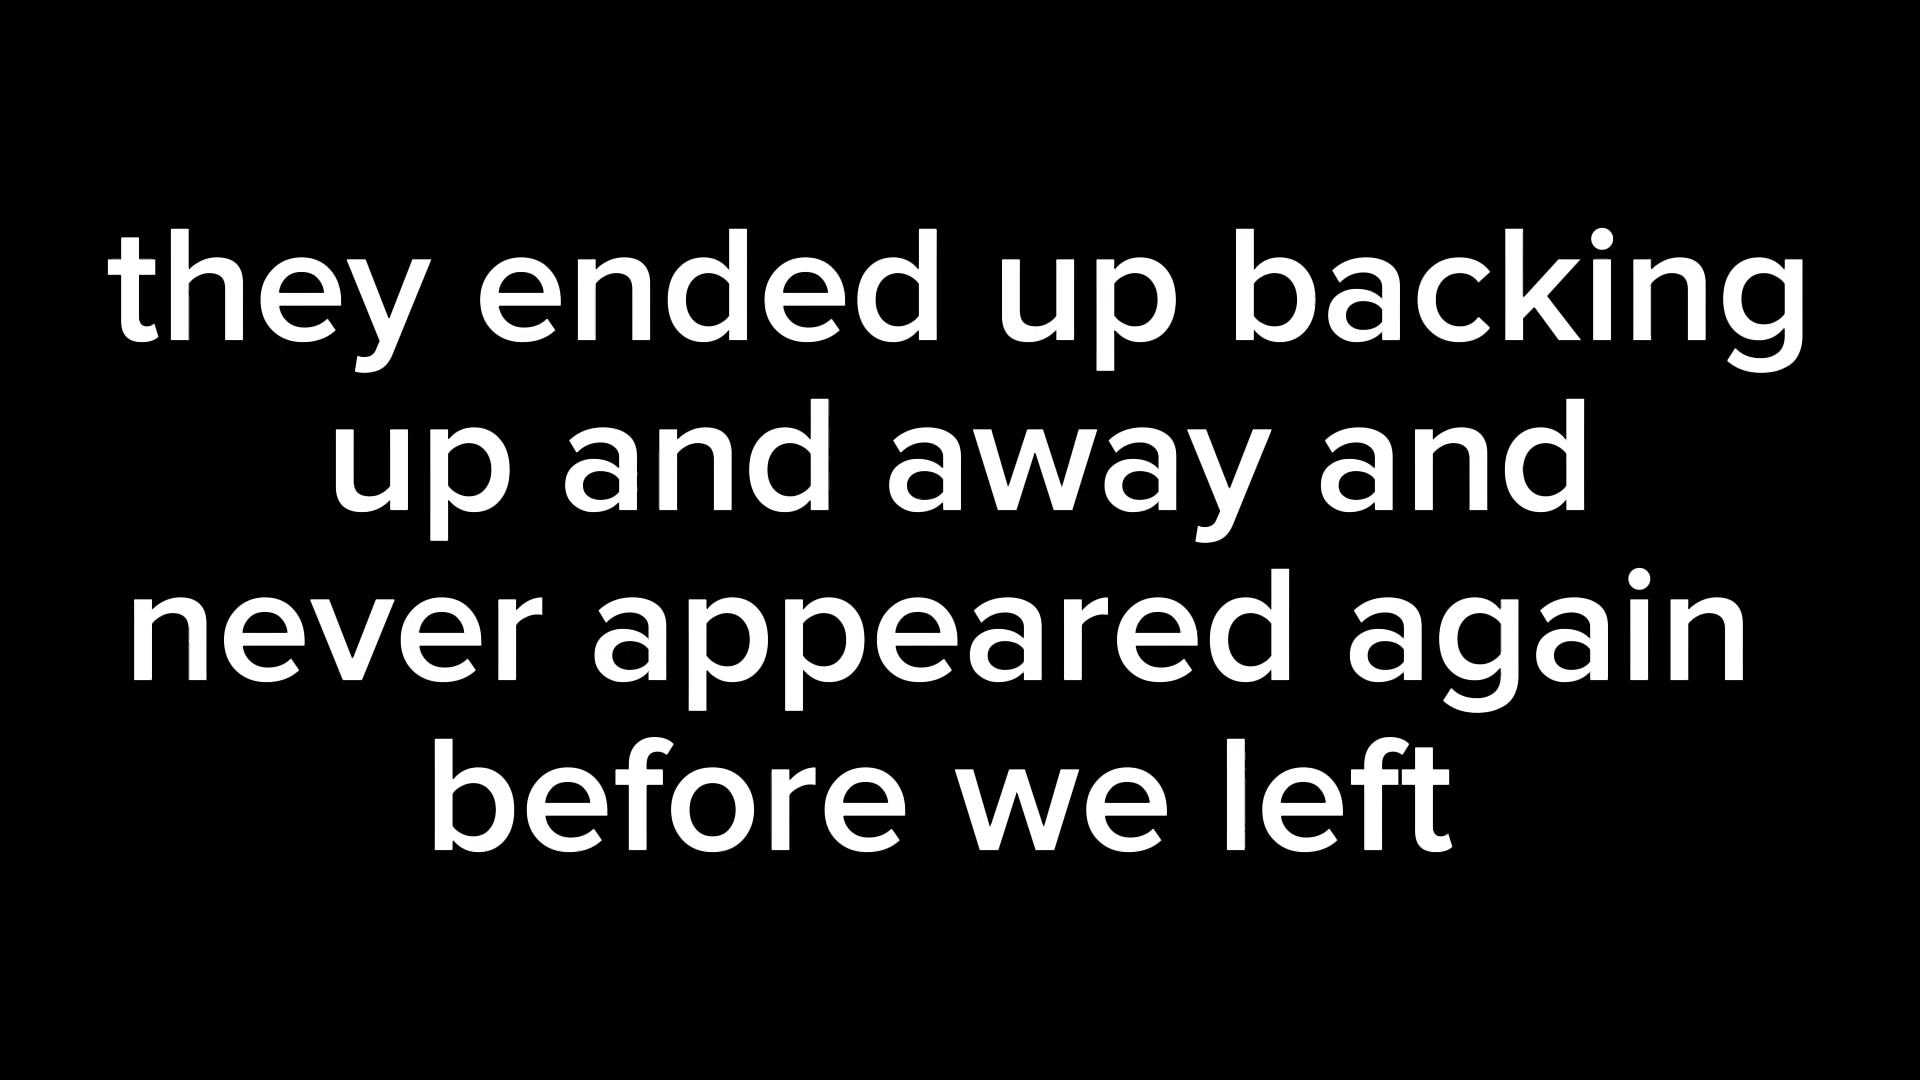 they ended up backing
up and away and
never appeared again
before we left